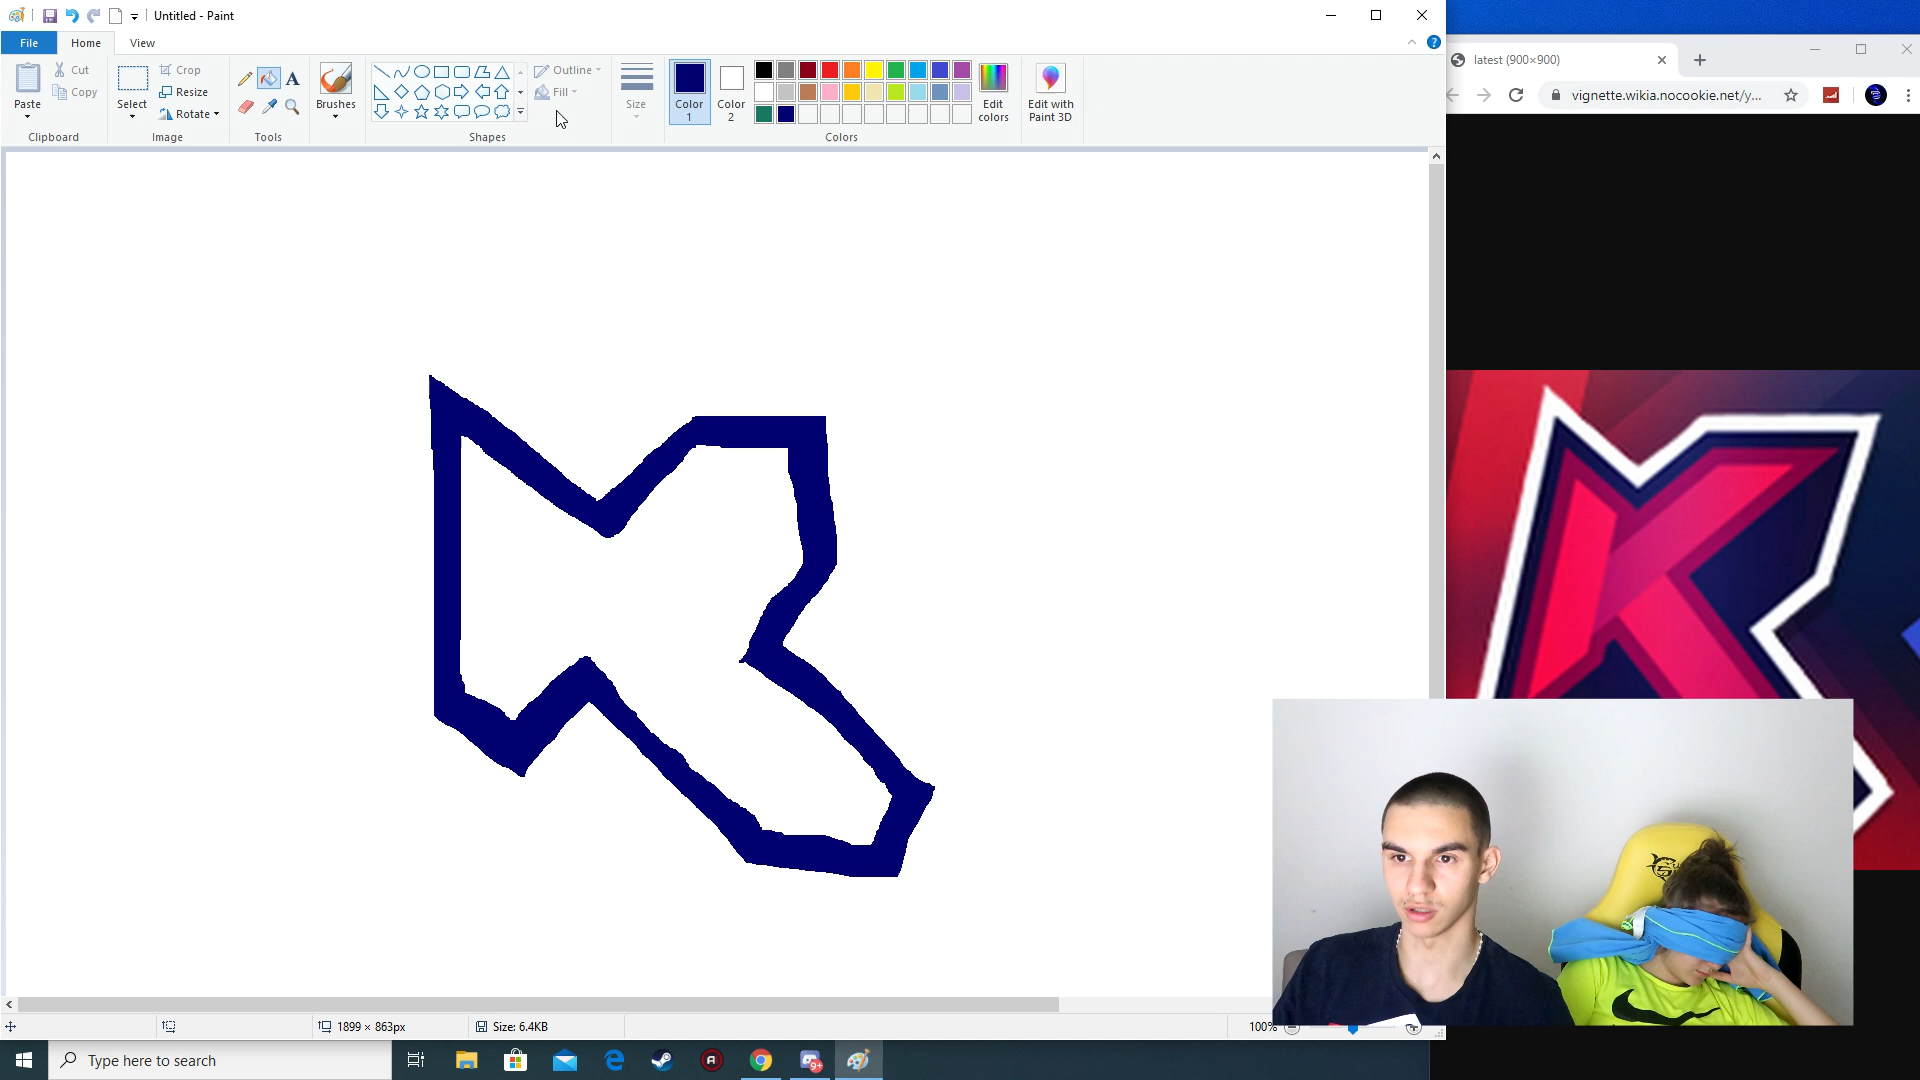 Untitled - Paint
File
Home
View
latest (900×900)
vignette.wikia.nocookie.net/y...
Paste
Cut
Copy
Clipboard
Select
Crop
Resize
Rotate
Image
A
Tools
Brushes
Shapes
Outline
Fill
Size
Color
1
Color
2
Edit
colors
Colors
Edit with
Paint 3D
K
1899 × 863px
Size: 6.4KB
100%
Type here to search
9+